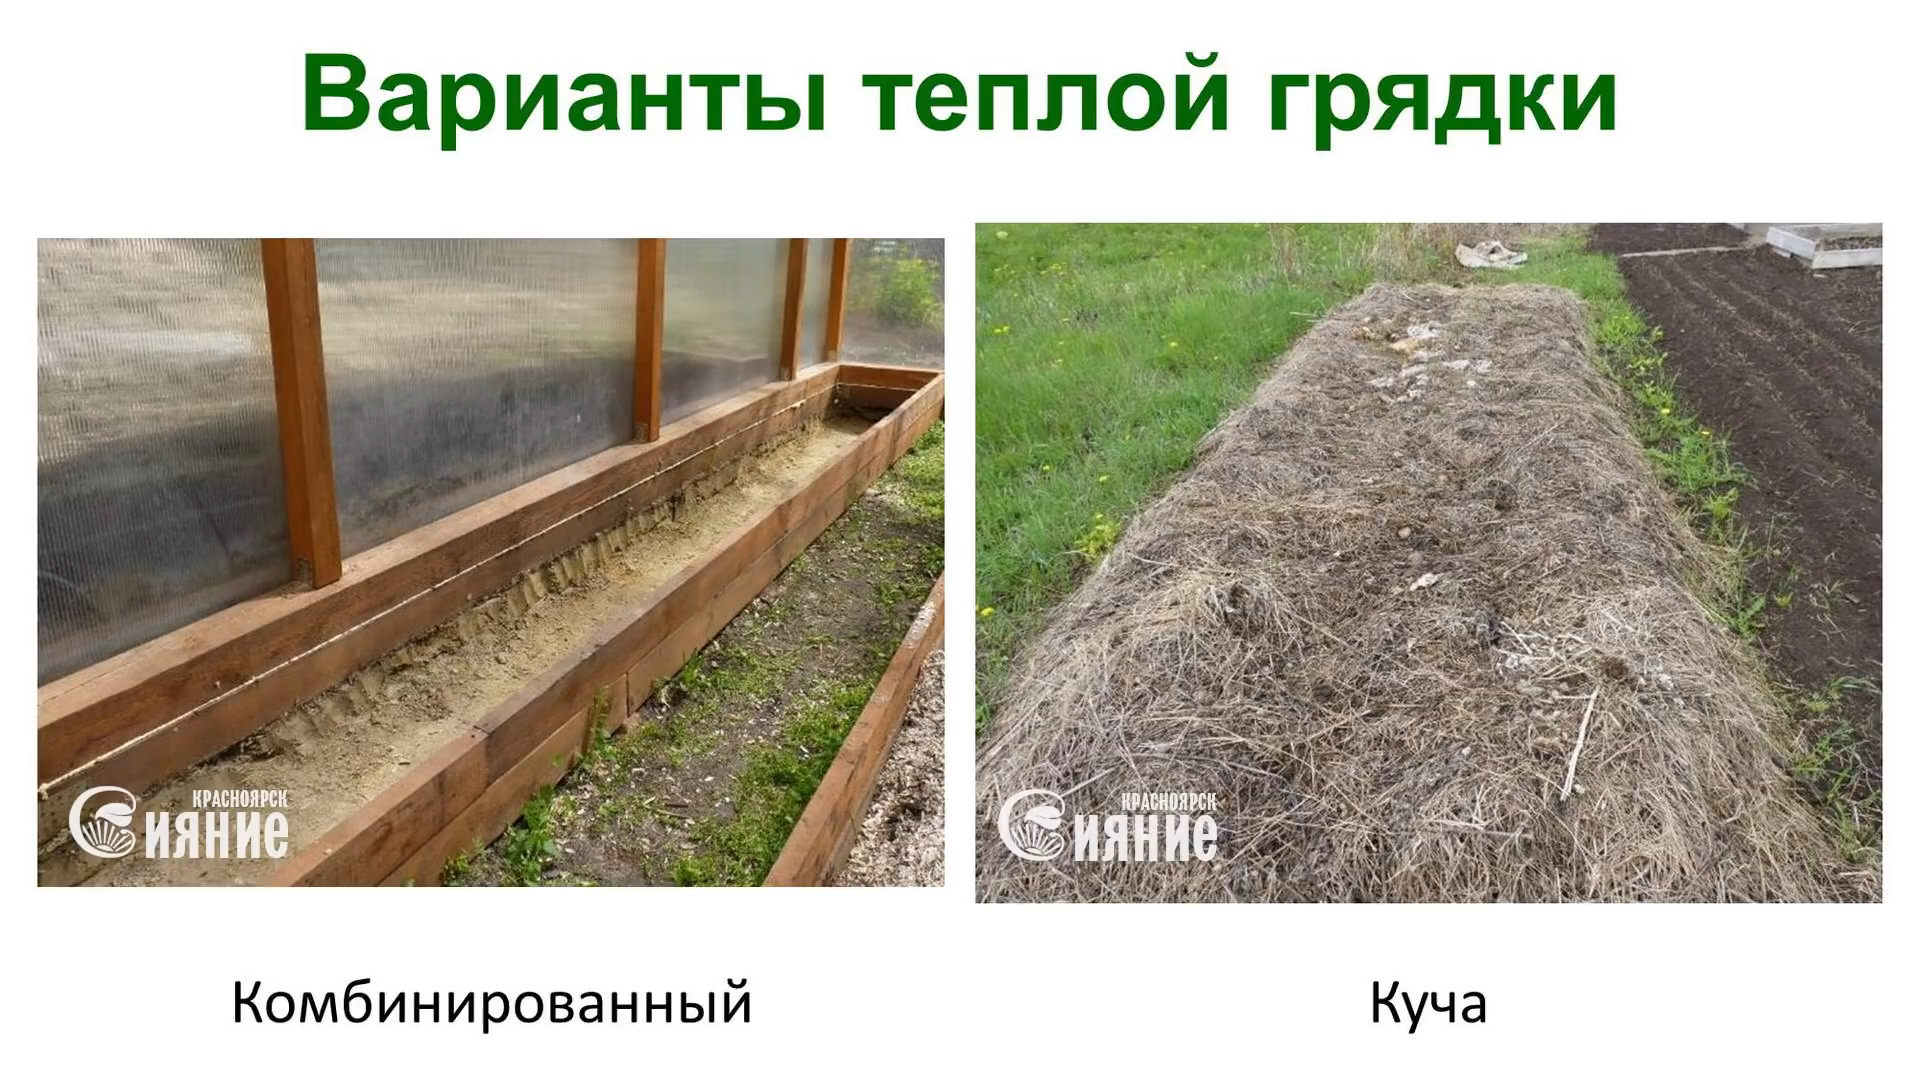 Варианты теплой грядки
КРАСНОЯРСК
Сияние
КРАСНОЯРСК
Сияние
Комбинированный
Куча